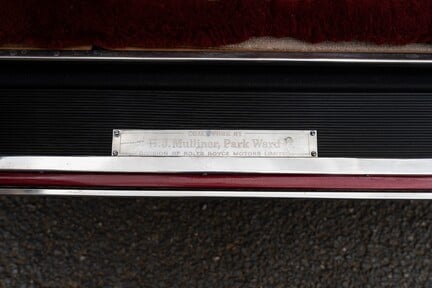 COACHWORK BY
H.J. Mulliner, Park Ward
DIVISION OF ROLLS ROYCE MOTORS LIMITED